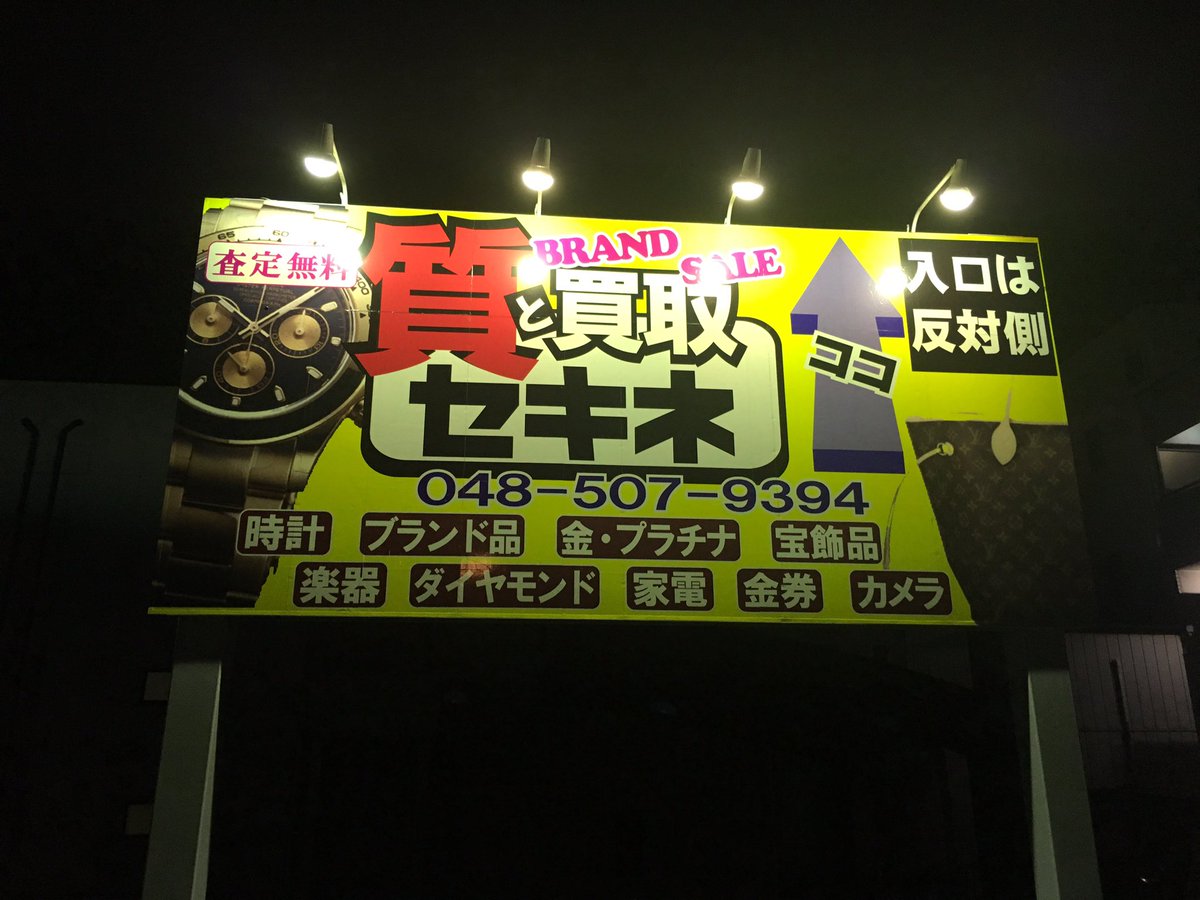 査定無料
BRAND SALE
質と買取
セキネ
048-507-9394
ココ
入口は
反対側
時計 ブランド品 金・プラチナ 宝飾品
楽器 ダイヤモンド 家電 金券 カメラ